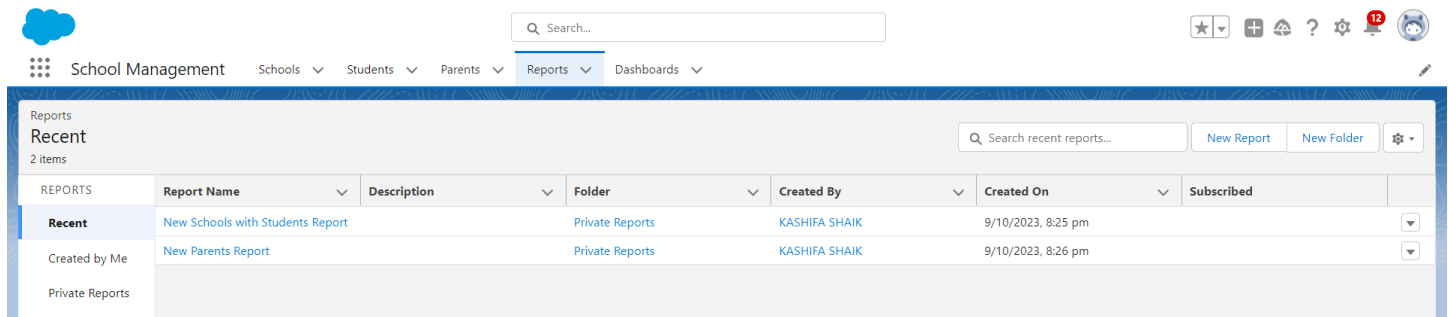 Search...
12
School Management Schools Students Parents Reports Dashboards
Reports
Recent
2 items
Search recent reports... New Report New Folder
REPORTS Report Name Description Folder Created By Created On Subscribed
Recent New Schools with Students Report Private Reports KASHIFA SHAIK 9/10/2023, 8:25 pm
New Parents Report Private Reports KASHIFA SHAIK 9/10/2023, 8:26 pm
Created by Me
Private Reports